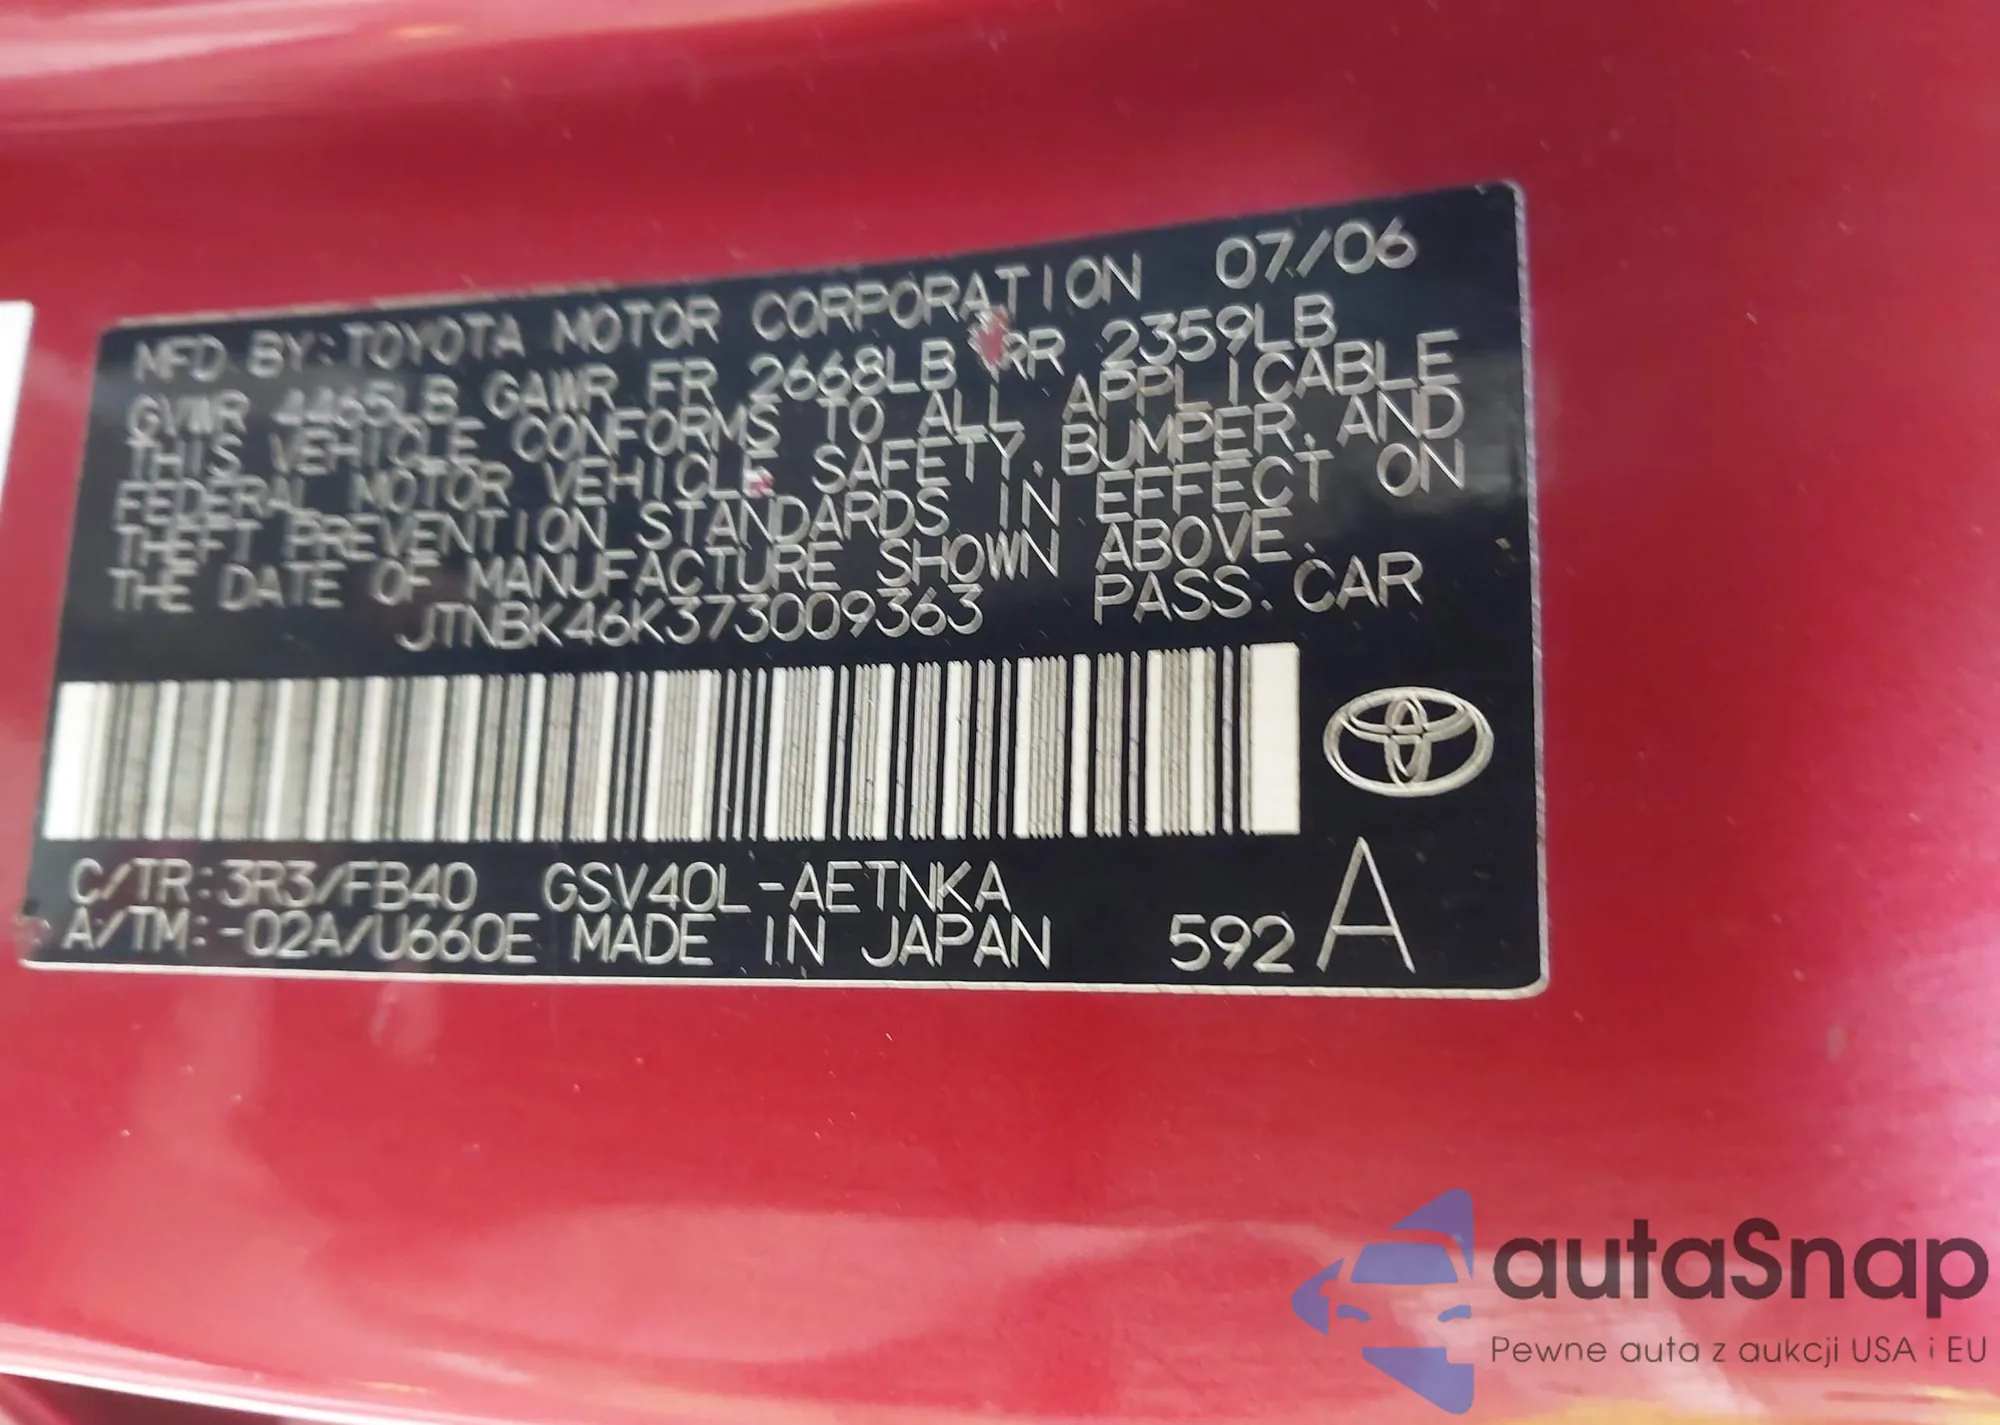 MFD BY: TOYOTA MOTOR CORPORATION 07/06
GVWR 4465LB GAWR FR 2668LB RR 2359LB
THIS VEHICLE CONFORMS TO ALL APPLICABLE
FEDERAL MOTOR VEHICLE SAFETY, BUMPER, AND
THEFT PREVENTION STANDARDS IN EFFECT ON
THE DATE OF MANUFACTURE SHOWN ABOVE.
JTNBK46K373009363 PASS. CAR
C/TR: 3R3/FB40 GSV40L-AETNKA
A/TM: -02A/U660E MADE IN JAPAN 592 A
autaSnap
Pewne auta z aukcji USA i EU